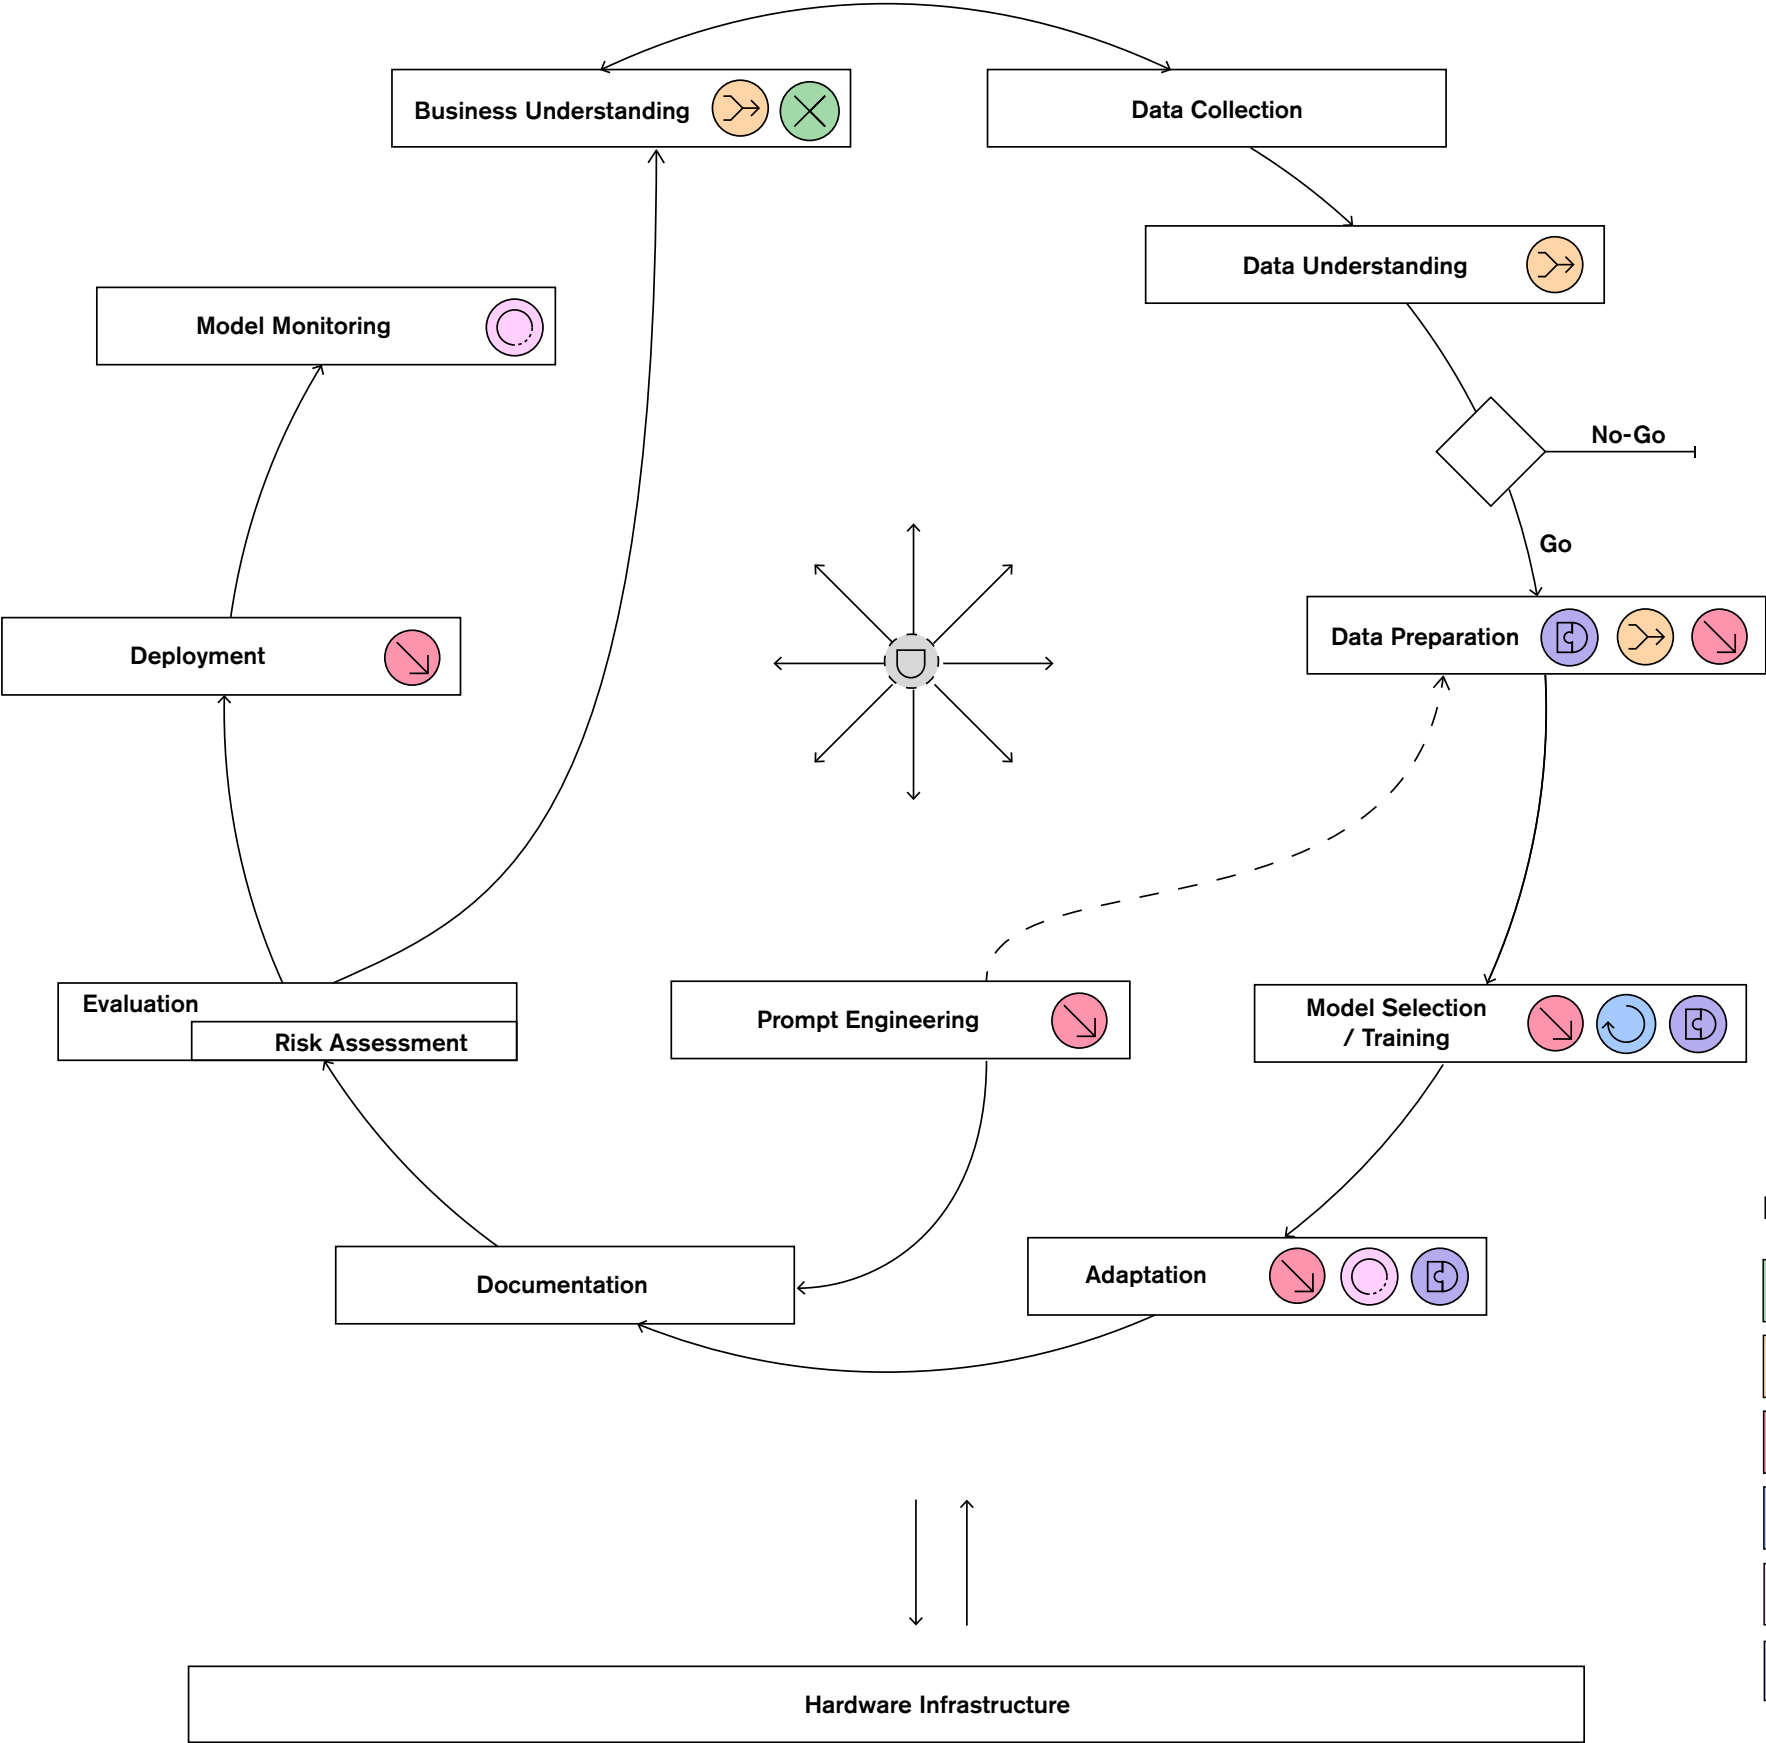 Business Understanding
Data Collection
Data Understanding
Model Monitoring
No-Go
Go
Data Preparation
Deployment
Evaluation
Risk Assessment
Prompt Engineering
Model Selection
/ Training
Documentation
Adaptation
Hardware Infrastructure